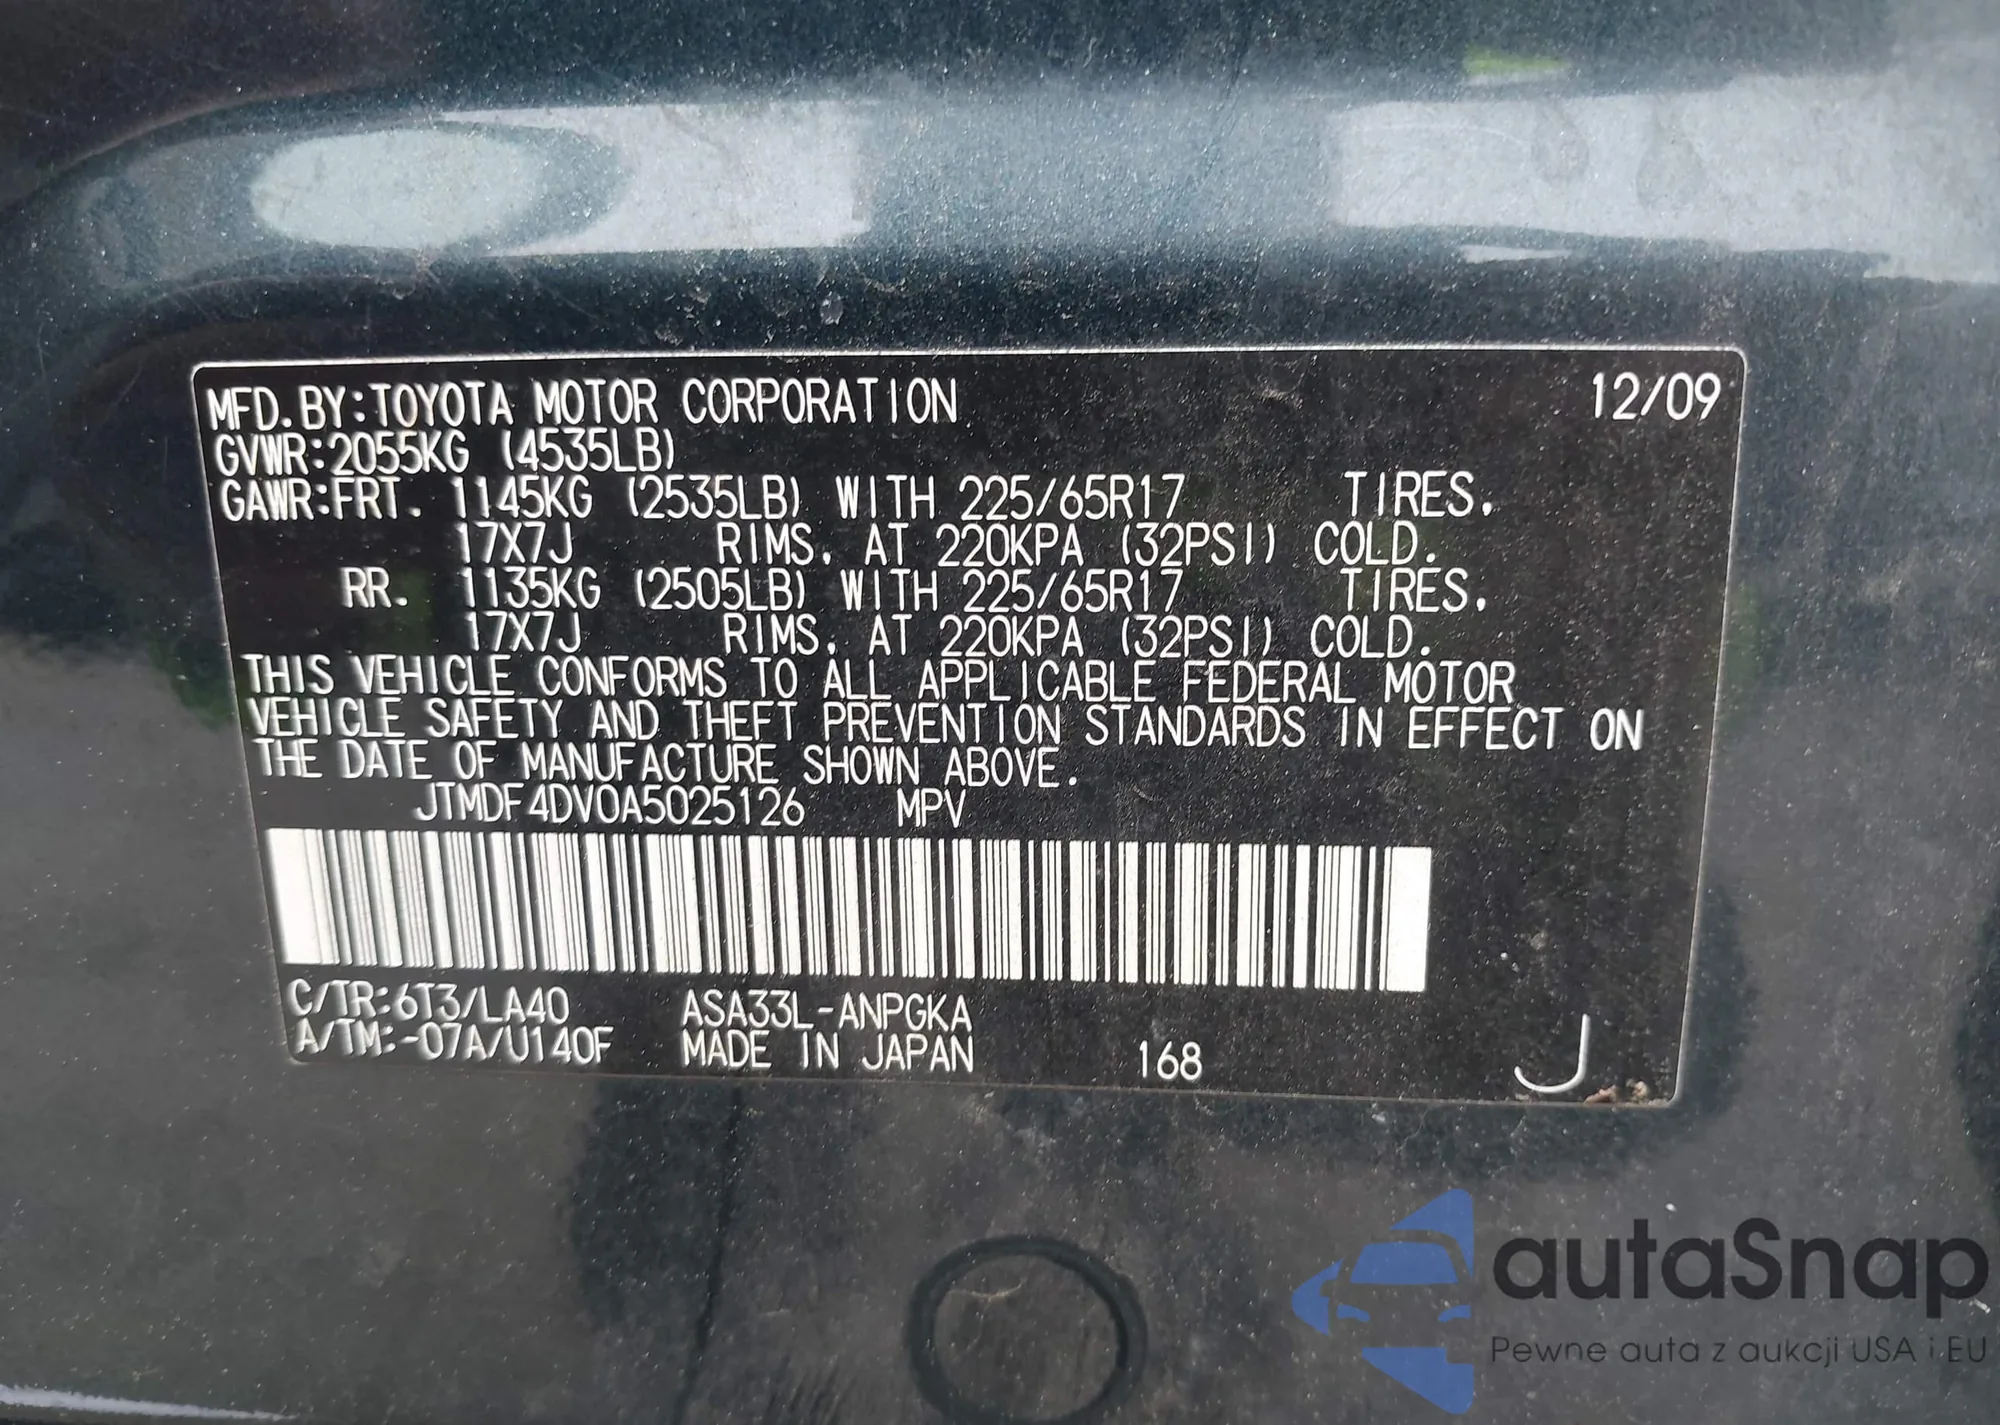 MFD.BY:TOYOTA MOTOR CORPORATION 12/09
GVWR:2055KG (4535LB)
GAWR:FRT. 1145KG (2535LB) WITH 225/65R17 TIRES.
17X7J RIMS. AT 220KPA (32PSI) COLD.
RR. 1135KG (2505LB) WITH 225/65R17 TIRES.
17X7J RIMS. AT 220KPA (32PSI) COLD.
THIS VEHICLE CONFORMS TO ALL APPLICABLE FEDERAL MOTOR
VEHICLE SAFETY AND THEFT PREVENTION STANDARDS IN EFFECT ON
THE DATE OF MANUFACTURE SHOWN ABOVE.
JTMDF4DV0A5025126 MPV
C/TR:6T3/LA40 ASA33L-ANPGKA
A/TM:-07A/U140F MADE IN JAPAN 168 J
autaSnap
Pewne auta z aukcji USA i EU